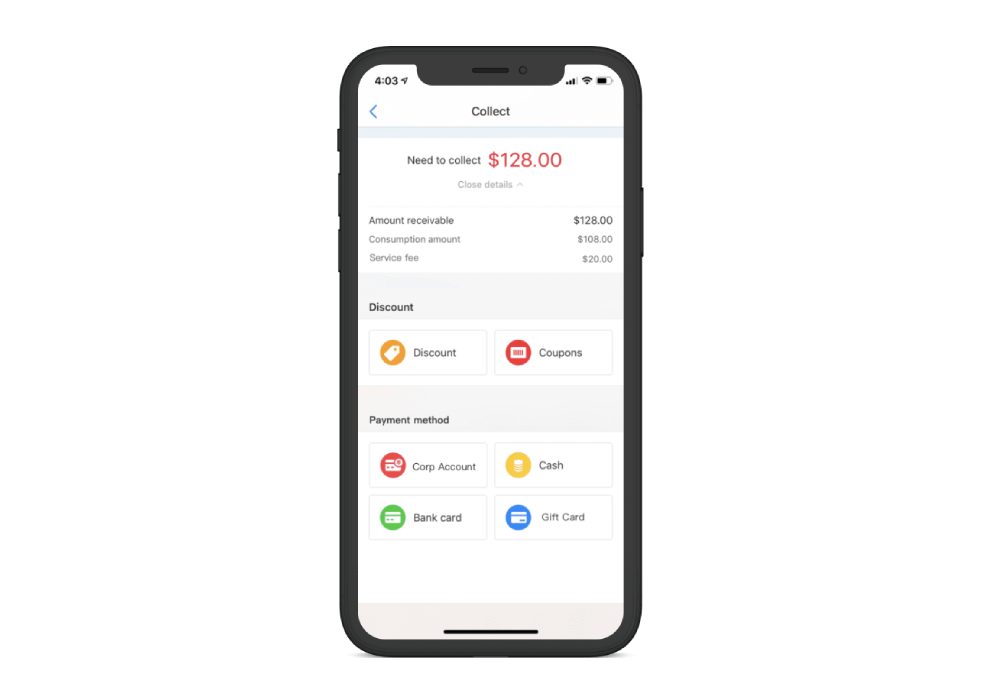 4:03
Collect
Need to collect $128.00
Close details
Amount receivable $128.00
Consumption amount $108.00
Service fee $20.00
Discount
Discount Coupons
Payment method
Corp Account Cash
Bank card Gift Card